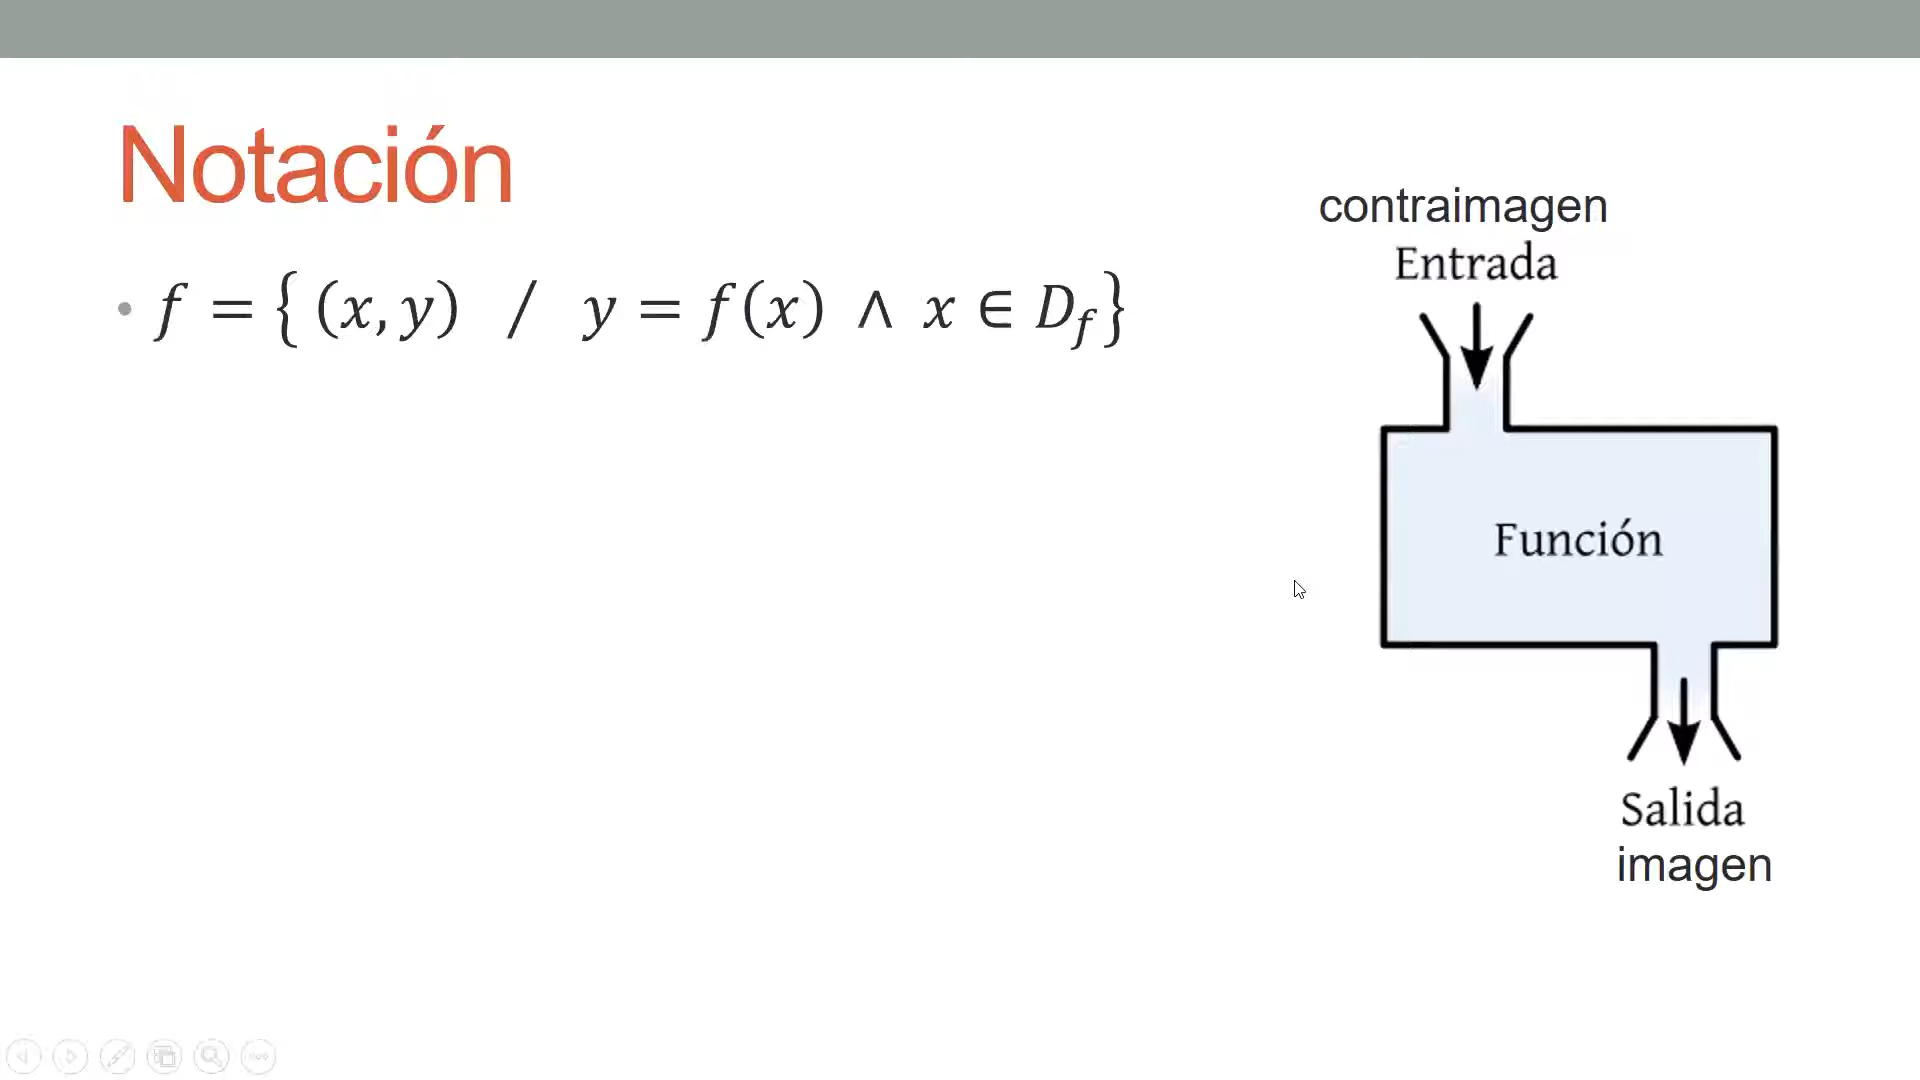 Notación
• f = { (x, y) / y = f(x) ∧ x ∈ D_f}
contraimagen
Entrada
Función
Salida
imagen